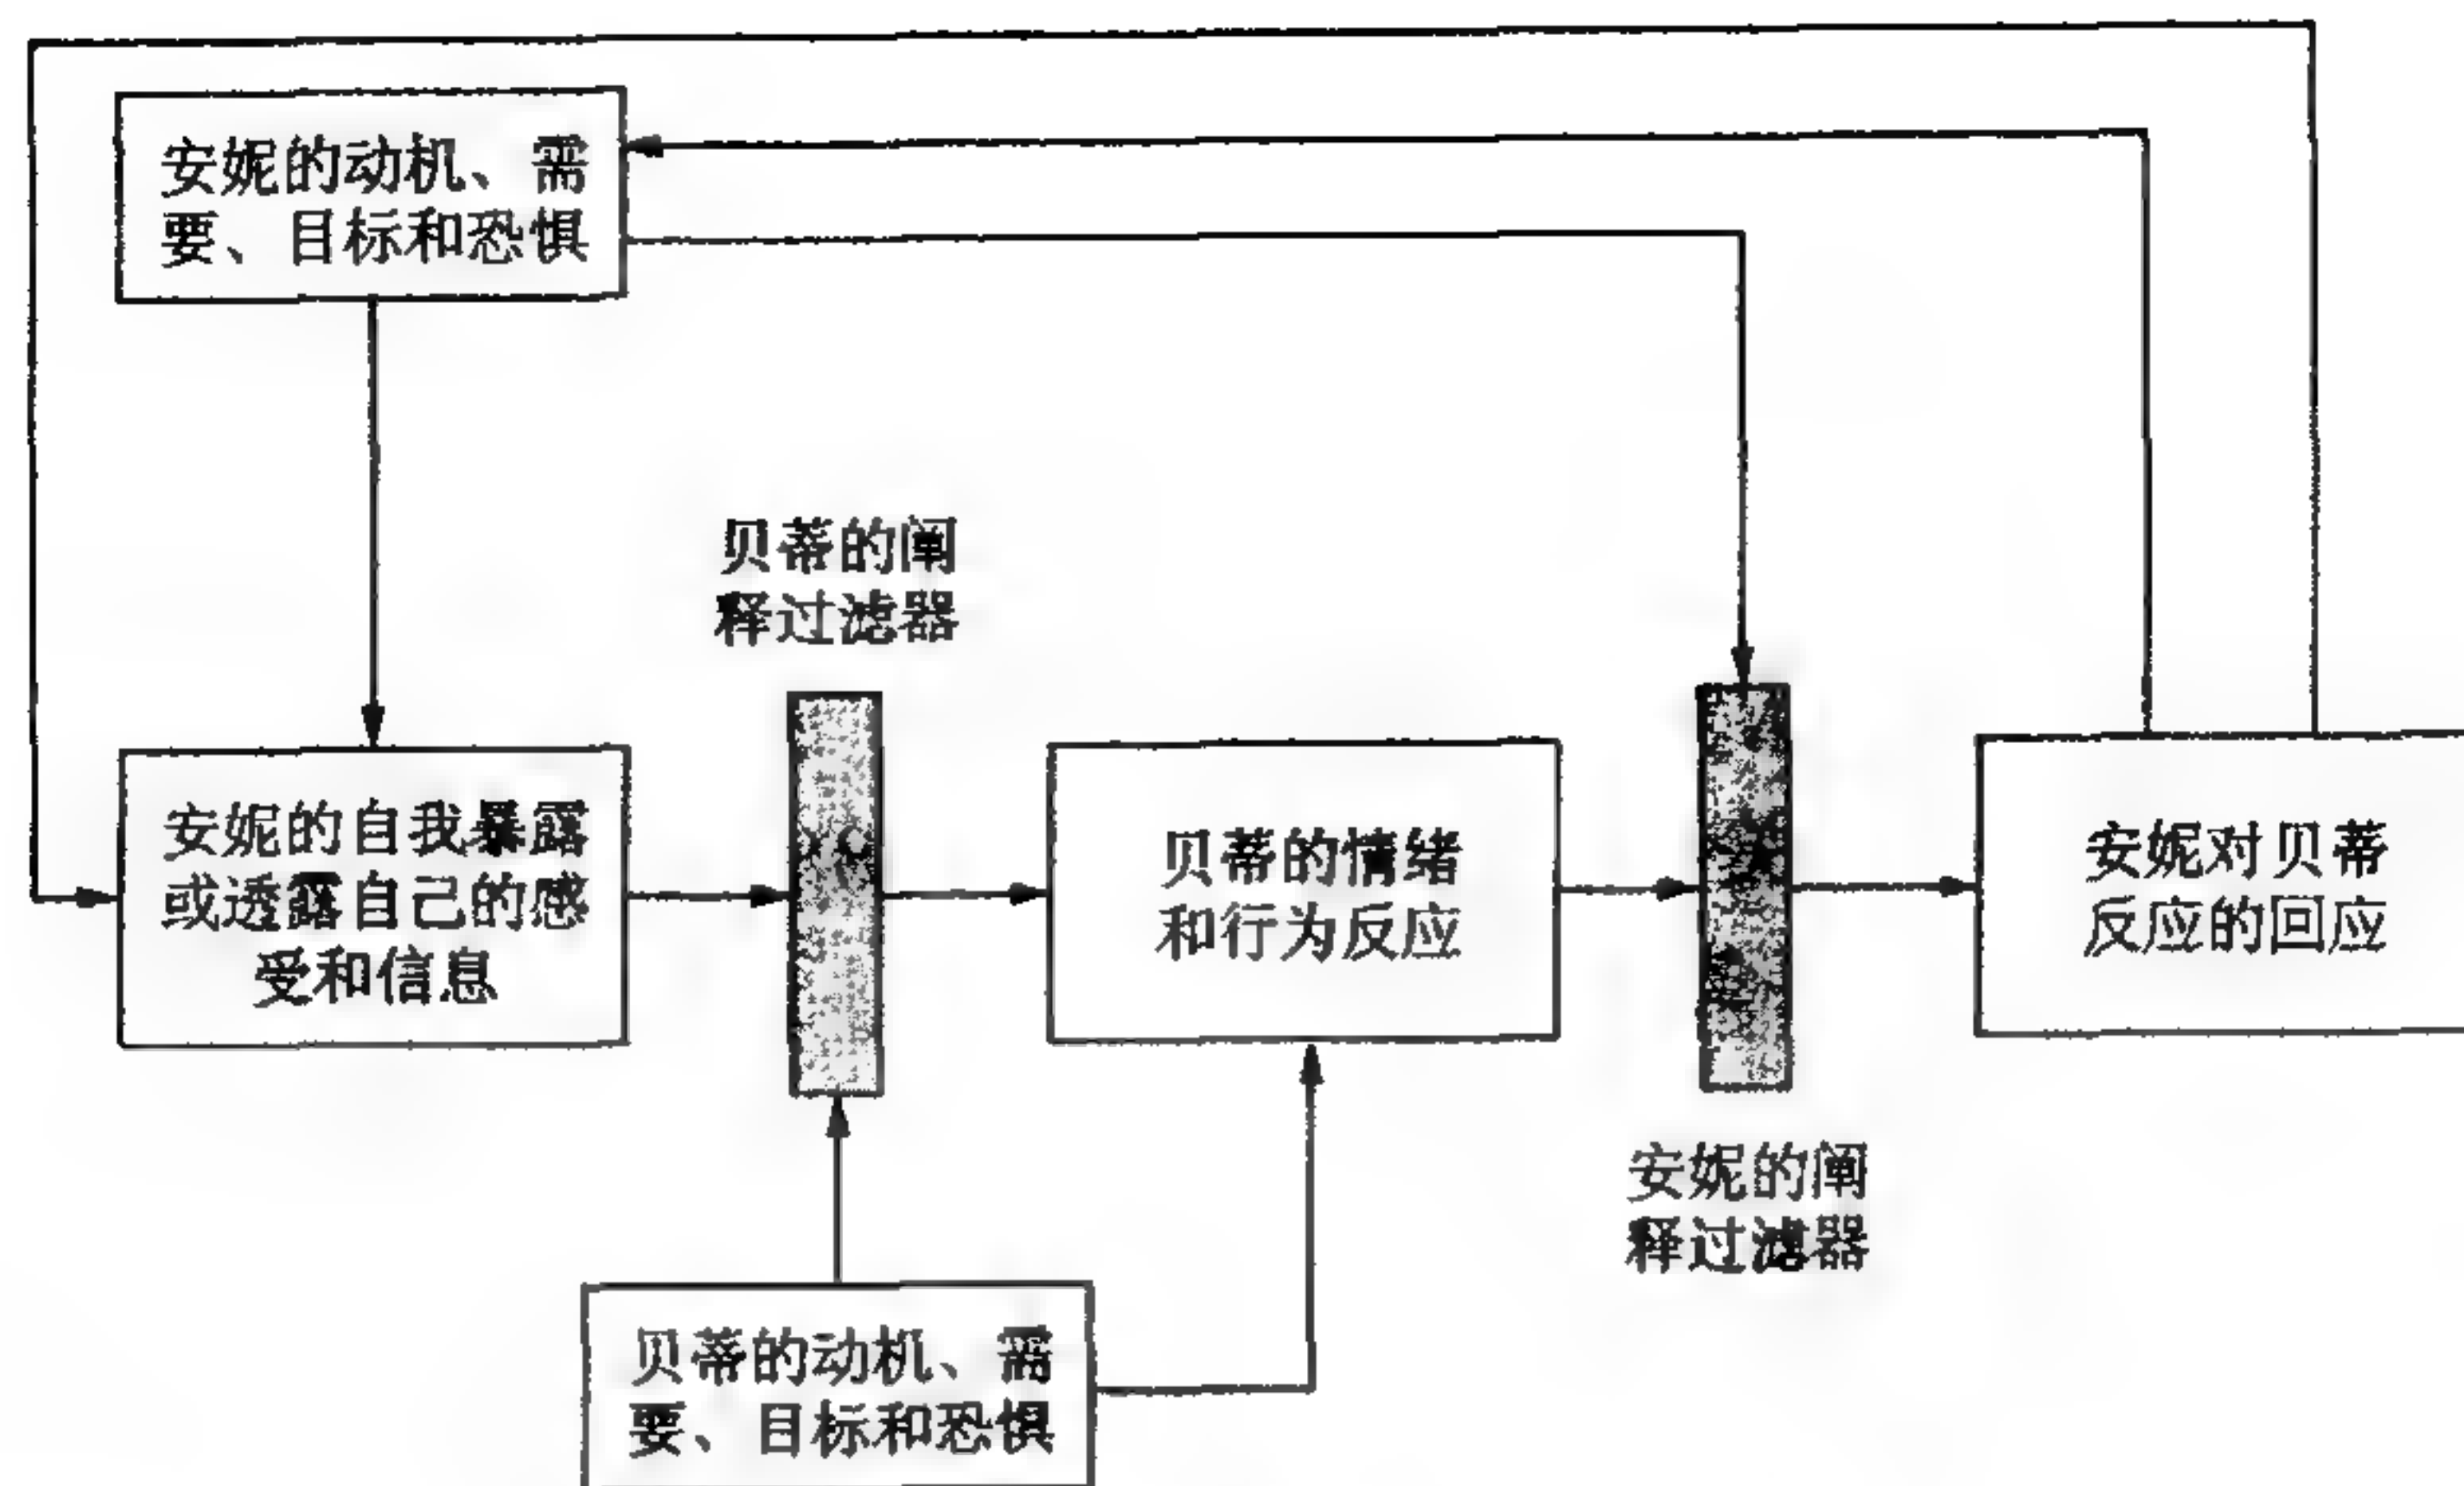 安妮的动机、需
要、目标和恐惧
贝蒂的阐
释过滤器
安妮的自我暴露
或透露自己的感
受和信息
贝蒂的情绪
和行为反应
安妮对贝蒂
反应的回应
安妮的阐
释过滤器
贝蒂的动机、需
要、目标和恐惧